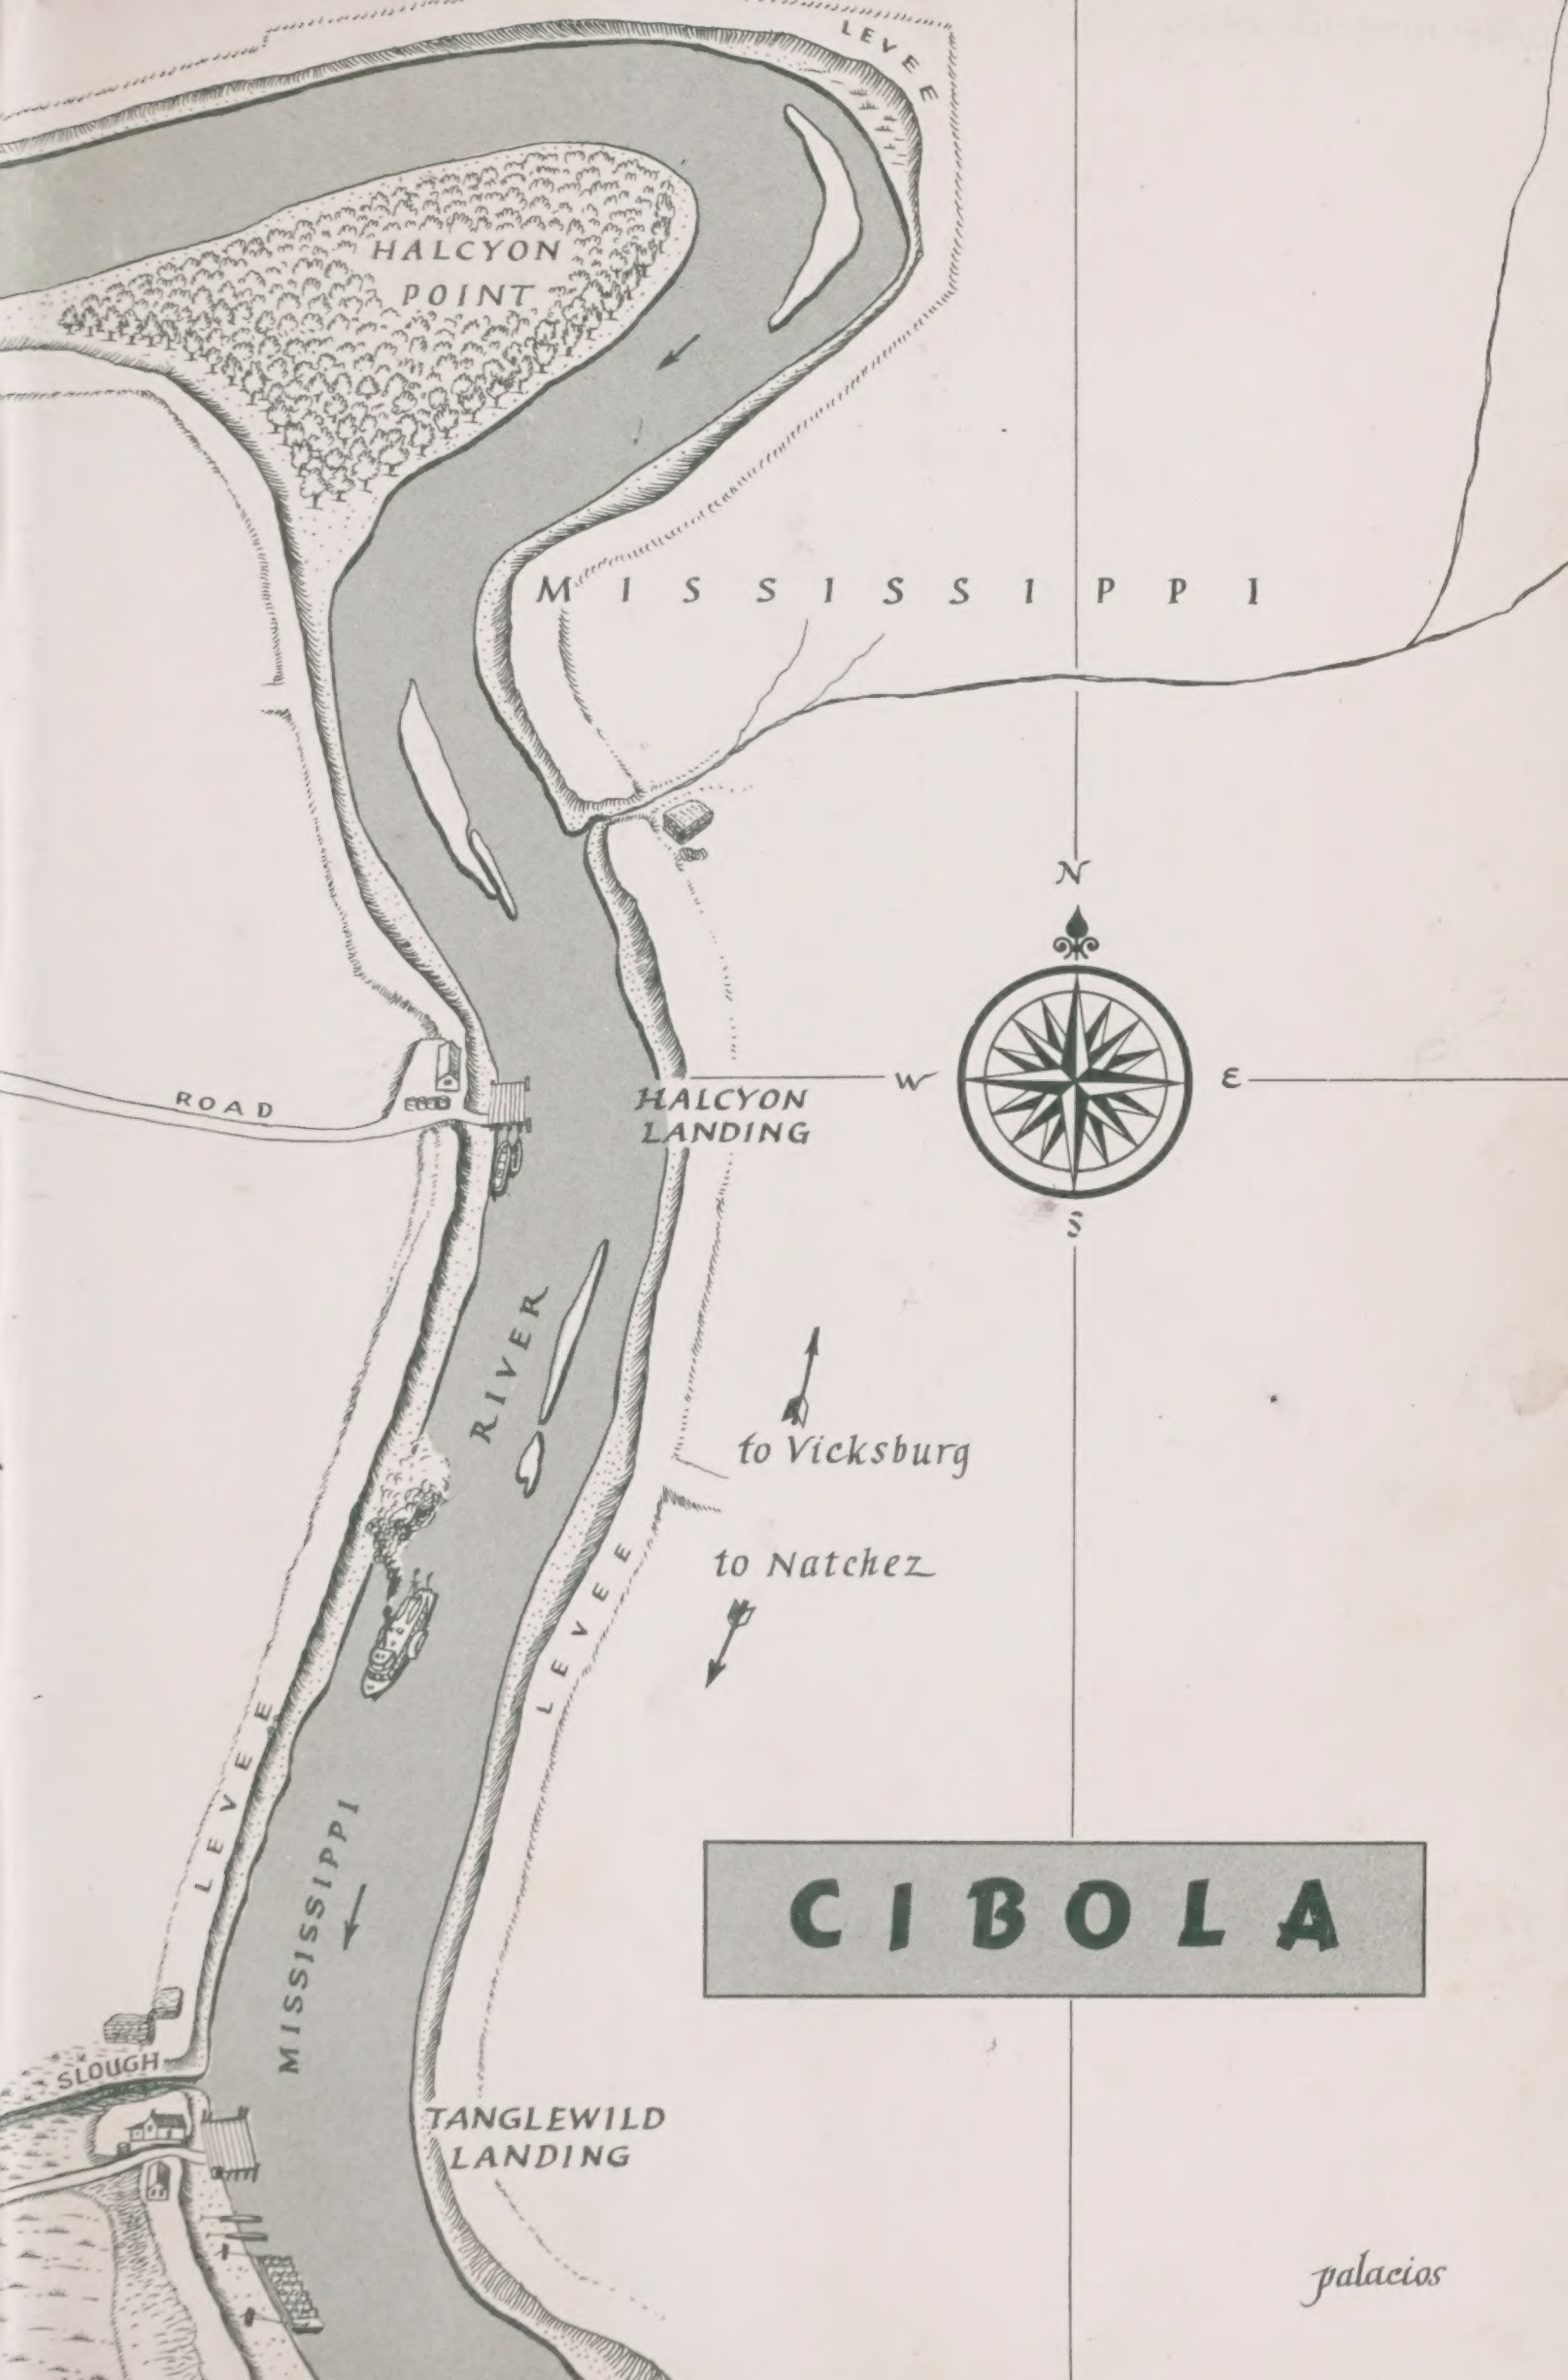 LEVEE
HALCYON
POINT
MISSISSIPPI
N
W
E
S
ROAD
HALCYON
LANDING
RIVER
to Vicksburg
to Natchez
LEVEE
LEVEE
MISSISSIPPI
CIBOLA
SLOUGH
TANGLEWILD
LANDING
palacios